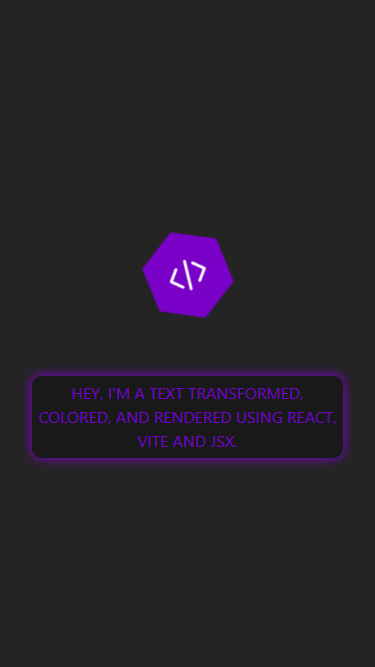 </>
HEY, I`M A TEXT TRANSFORMED,
COLORED, AND RENDERED USING REACT,
VITE AND JSX.